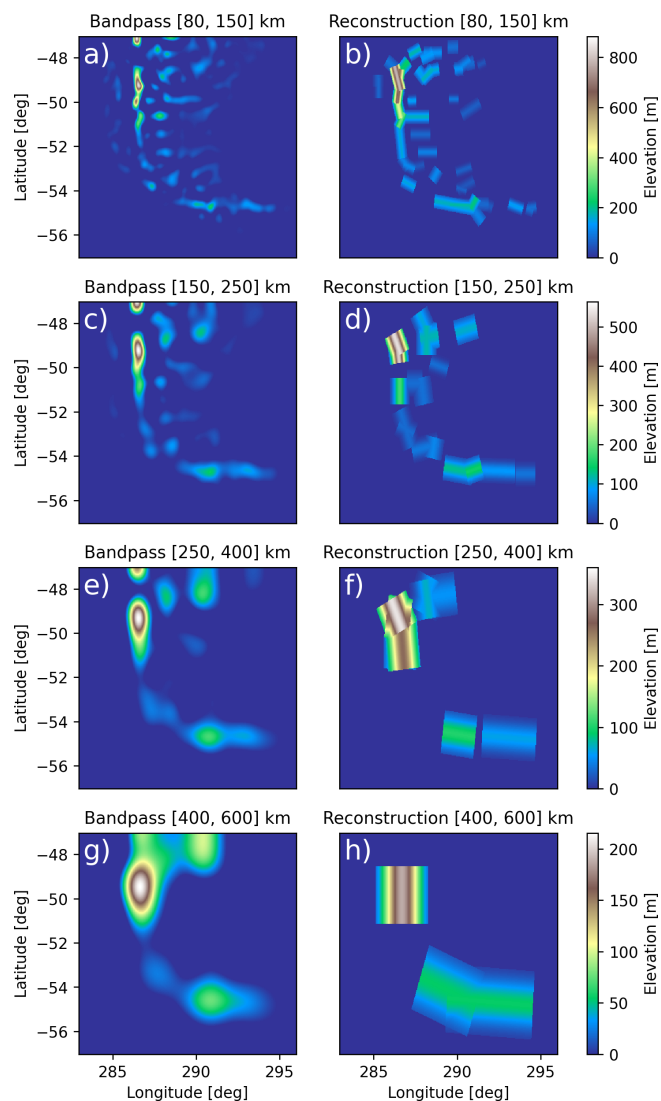 Bandpass [80, 150] km
Reconstruction [80, 150] km
a)
b)
−48
−50
−52
−54
−56
Latitude [deg]
800
600
400
200
0
Elevation [m]
Bandpass [150, 250] km
Reconstruction [150, 250] km
c)
d)
−48
−50
−52
−54
−56
Latitude [deg]
500
400
300
200
100
0
Elevation [m]
Bandpass [250, 400] km
Reconstruction [250, 400] km
e)
f)
−48
−50
−52
−54
−56
Latitude [deg]
300
200
100
0
Elevation [m]
Bandpass [400, 600] km
Reconstruction [400, 600] km
g)
h)
−48
−50
−52
−54
−56
Latitude [deg]
200
150
100
50
0
Elevation [m]
285 290 295
285 290 295
Longitude [deg]
Longitude [deg]